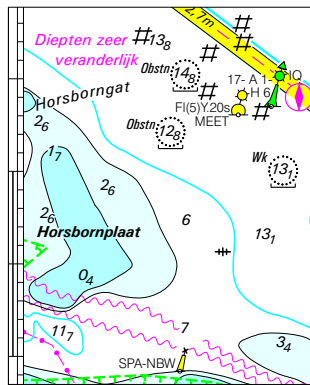 2,7m
Diepten zeer
veranderlijk
13₈
Obstn 14₈
17- A 1- IQ
H 6
Fl(5)Y.20s
MEET
Horsborngat
2₆
Obstn 12₈
1₇
2₆
Wk
13₁
2₆
6
Horsbornplaat
13₁
0₄
11₇
7
3₄
SPA-NBW